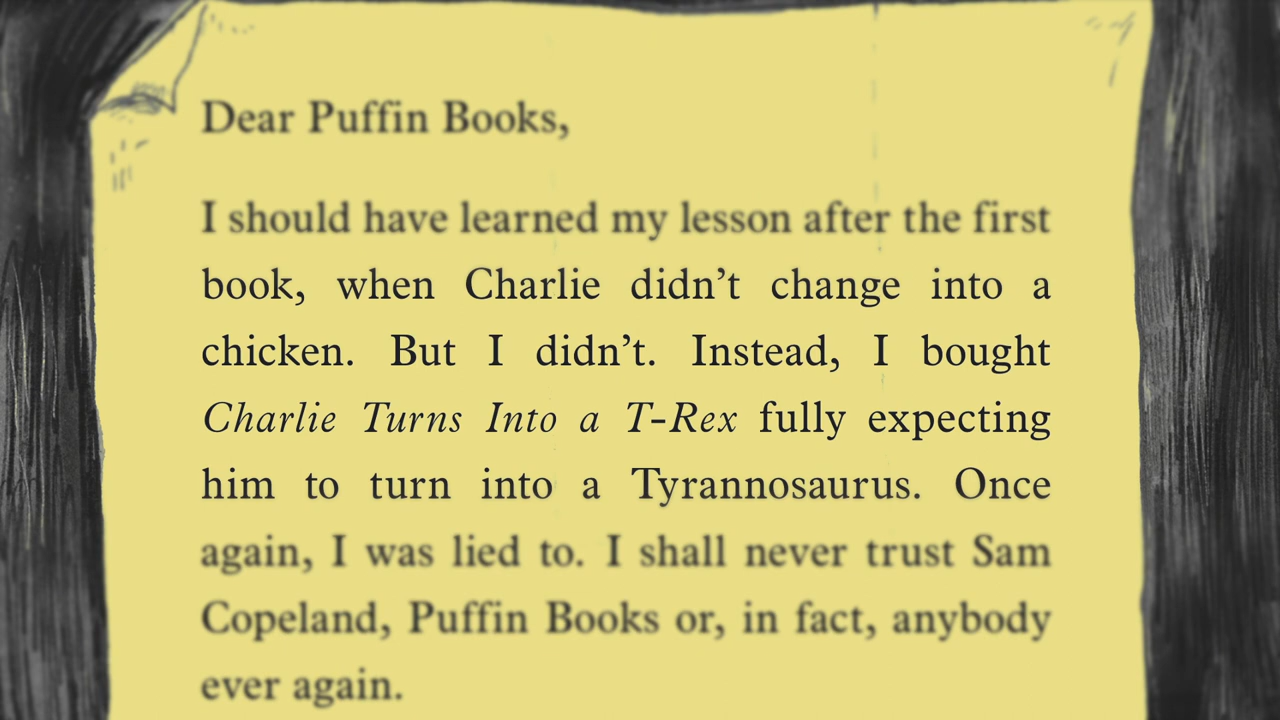 Dear Puffin Books,
I should have learned my lesson after the first
book, when Charlie didn’t change into a
chicken. But I didn’t. Instead, I bought
Charlie Turns Into a T-Rex fully expecting
him to turn into a Tyrannosaurus. Once
again, I was lied to. I shall never trust Sam
Copeland, Puffin Books or, in fact, anybody
ever again.